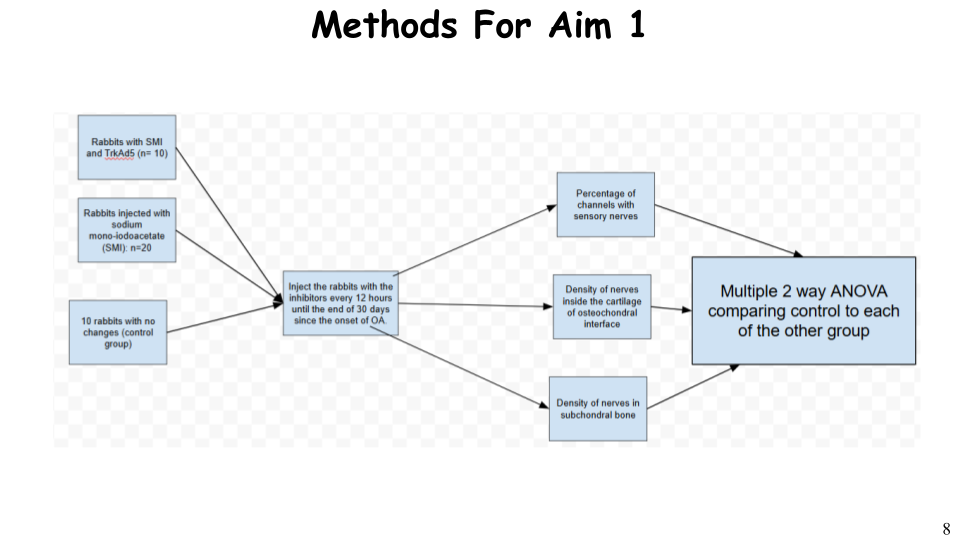 Methods For Aim 1
Rabbits with SMI
and TrkAd5 (n= 10)
Rabbits injected with
sodium
mono-iodoacetate
(SMI): n=20
10 rabbits with no
changes (control
group)
Inject the rabbits with the
inhibitors every 12 hours
until the end of 30 days
since the onset of OA.
Percentage of
channels with
sensory nerves
Density of nerves
inside the cartilage
of osteochondral
interface
Density of nerves in
subchondral bone
Multiple 2 way ANOVA
comparing control to each
of the other group
8